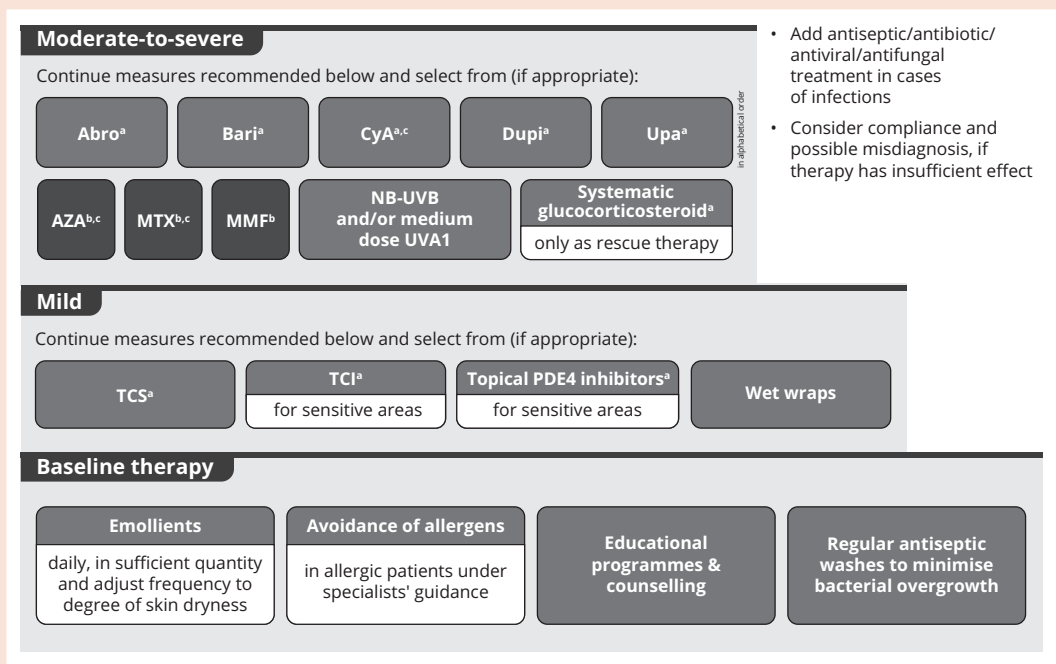 Moderate-to-severe
Continue measures recommended below and select from (if appropriate):
Abroᵃ
Bariᵃ
CyAᵃ,ᶜ
Dupiᵃ
Upaᵃ
in alphabetical order
AZAᵇ,ᶜ
MTXᵇ,ᶜ
MMFᵇ
NB-UVB
and/or medium
dose UVA1
Systematic
glucocorticosteroidᵃ
only as rescue therapy
• Add antiseptic/antibiotic/
antiviral/antifungal
treatment in cases
of infections
• Consider compliance and
possible misdiagnosis, if
therapy has insufficient effect
Mild
Continue measures recommended below and select from (if appropriate):
TCSᵃ
TCIᵃ
for sensitive areas
Topical PDE4 inhibitorsᵃ
for sensitive areas
Wet wraps
Baseline therapy
Emollients
daily, in sufficient quantity
and adjust frequency to
degree of skin dryness
Avoidance of allergens
in allergic patients under
specialists' guidance
Educational
programmes &
counselling
Regular antiseptic
washes to minimise
bacterial overgrowth